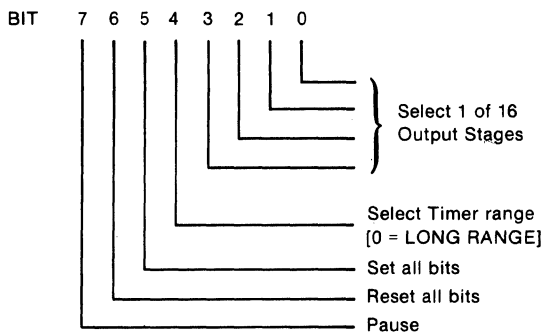 BIT 7 6 5 4 3 2 1 0
Select 1 of 16
Output Stages
Select Timer range
[0 = LONG RANGE]
Set all bits
Reset all bits
Pause